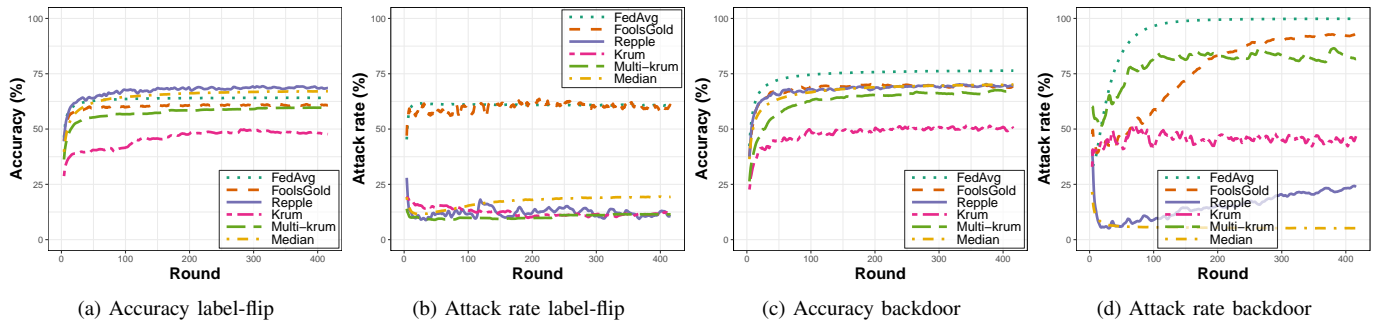 100
75
50
25
0
Accuracy (%)
0
100
200
300
400
Round
FedAvg
FoolsGold
Repple
Krum
Multi−krum
Median
(a) Accuracy label-flip
100
75
50
25
0
Attack rate (%)
0
100
200
300
400
Round
FedAvg
FoolsGold
Repple
Krum
Multi−krum
Median
(b) Attack rate label-flip
100
75
50
25
0
Accuracy (%)
0
100
200
300
400
Round
FedAvg
FoolsGold
Repple
Krum
Multi−krum
Median
(c) Accuracy backdoor
100
75
50
25
0
Attack rate (%)
0
100
200
300
400
Round
FedAvg
FoolsGold
Repple
Krum
Multi−krum
Median
(d) Attack rate backdoor